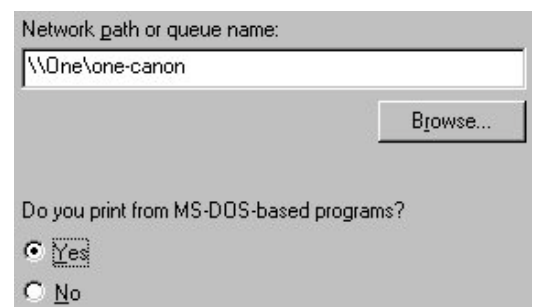 Network path or queue name:
\\One\one-canon
Browse...
Do you print from MS-DOS-based programs?
Yes
No